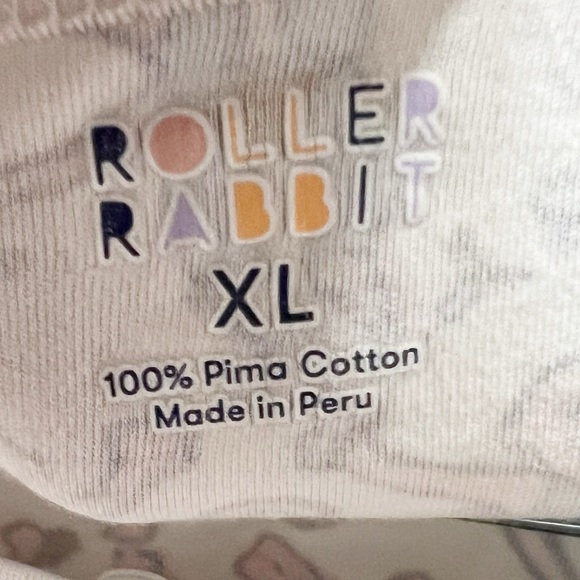 ROLLER
RABBIT
XL
100% Pima Cotton
Made in Peru